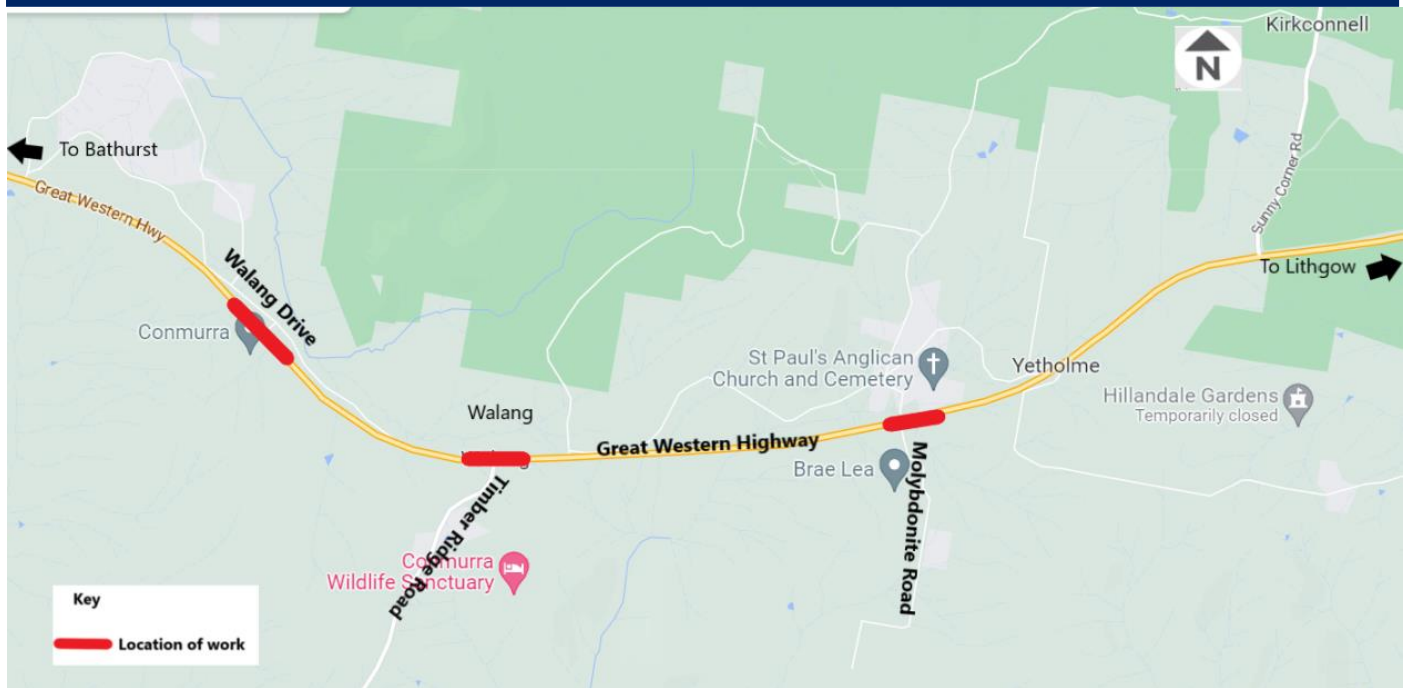 Kirkconnell
N
To Bathurst
Great Western Hwy
Sunny Corner Rd
Walang Drive
To Lithgow
Conmurra
St Paul's Anglican
Church and Cemetery
Yetholme
Hillandale Gardens
Temporarily closed
Walang
Great Western Highway
Brae Lea
Molybdonite Road
Timber Ridge Road
Conmurra
Wildlife Sanctuary
Key
Location of work